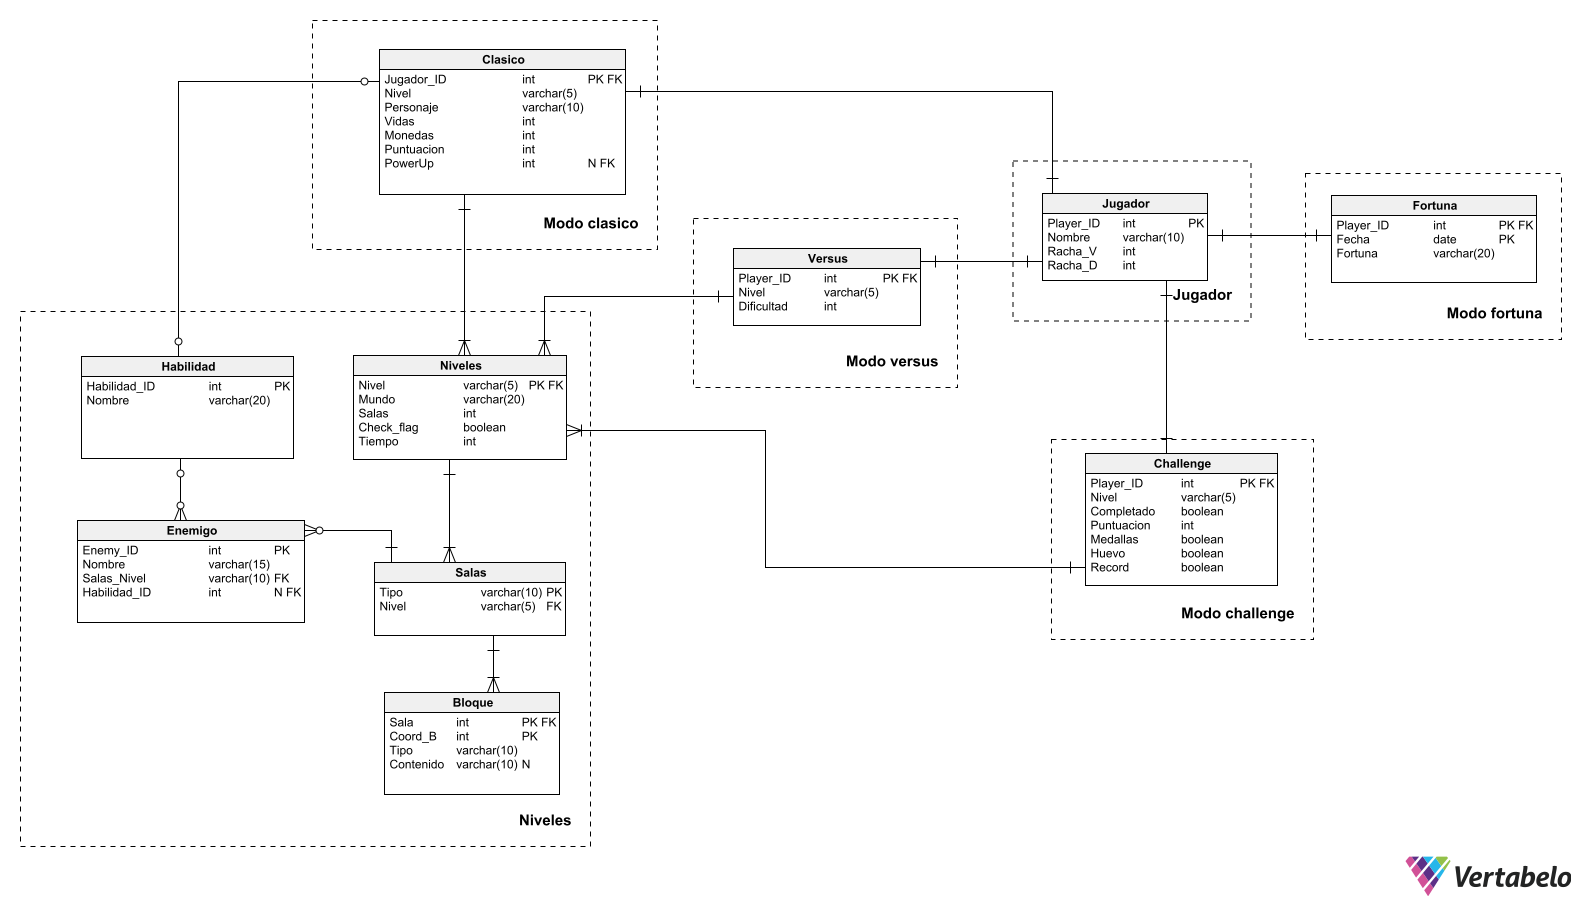 Clasico
Jugador_ID int PK FK
Nivel varchar(5)
Personaje varchar(10)
Vidas int
Monedas int
Puntuacion int
PowerUp int N FK
Modo clasico
Jugador
Player_ID int PK
Nombre varchar(10)
Racha_V int
Racha_D int
Jugador
Fortuna
Player_ID int PK FK
Fecha date PK
Fortuna varchar(20)
Modo fortuna
Versus
Player_ID int PK FK
Nivel varchar(5)
Dificultad int
Modo versus
Habilidad
Habilidad_ID int PK
Nombre varchar(20)
Niveles
Nivel varchar(5) PK FK
Mundo varchar(20)
Salas int
Check_flag boolean
Tiempo int
Challenge
Player_ID int PK FK
Nivel varchar(5)
Completado boolean
Puntuacion int
Medallas boolean
Huevo boolean
Record boolean
Modo challenge
Enemigo
Enemy_ID int PK
Nombre varchar(15)
Salas_Nivel varchar(10) FK
Habilidad_ID int N FK
Salas
Tipo varchar(10) PK
Nivel varchar(5) FK
Bloque
Sala int PK FK
Coord_B int PK
Tipo varchar(10)
Contenido varchar(10) N
Niveles
Vertabelo